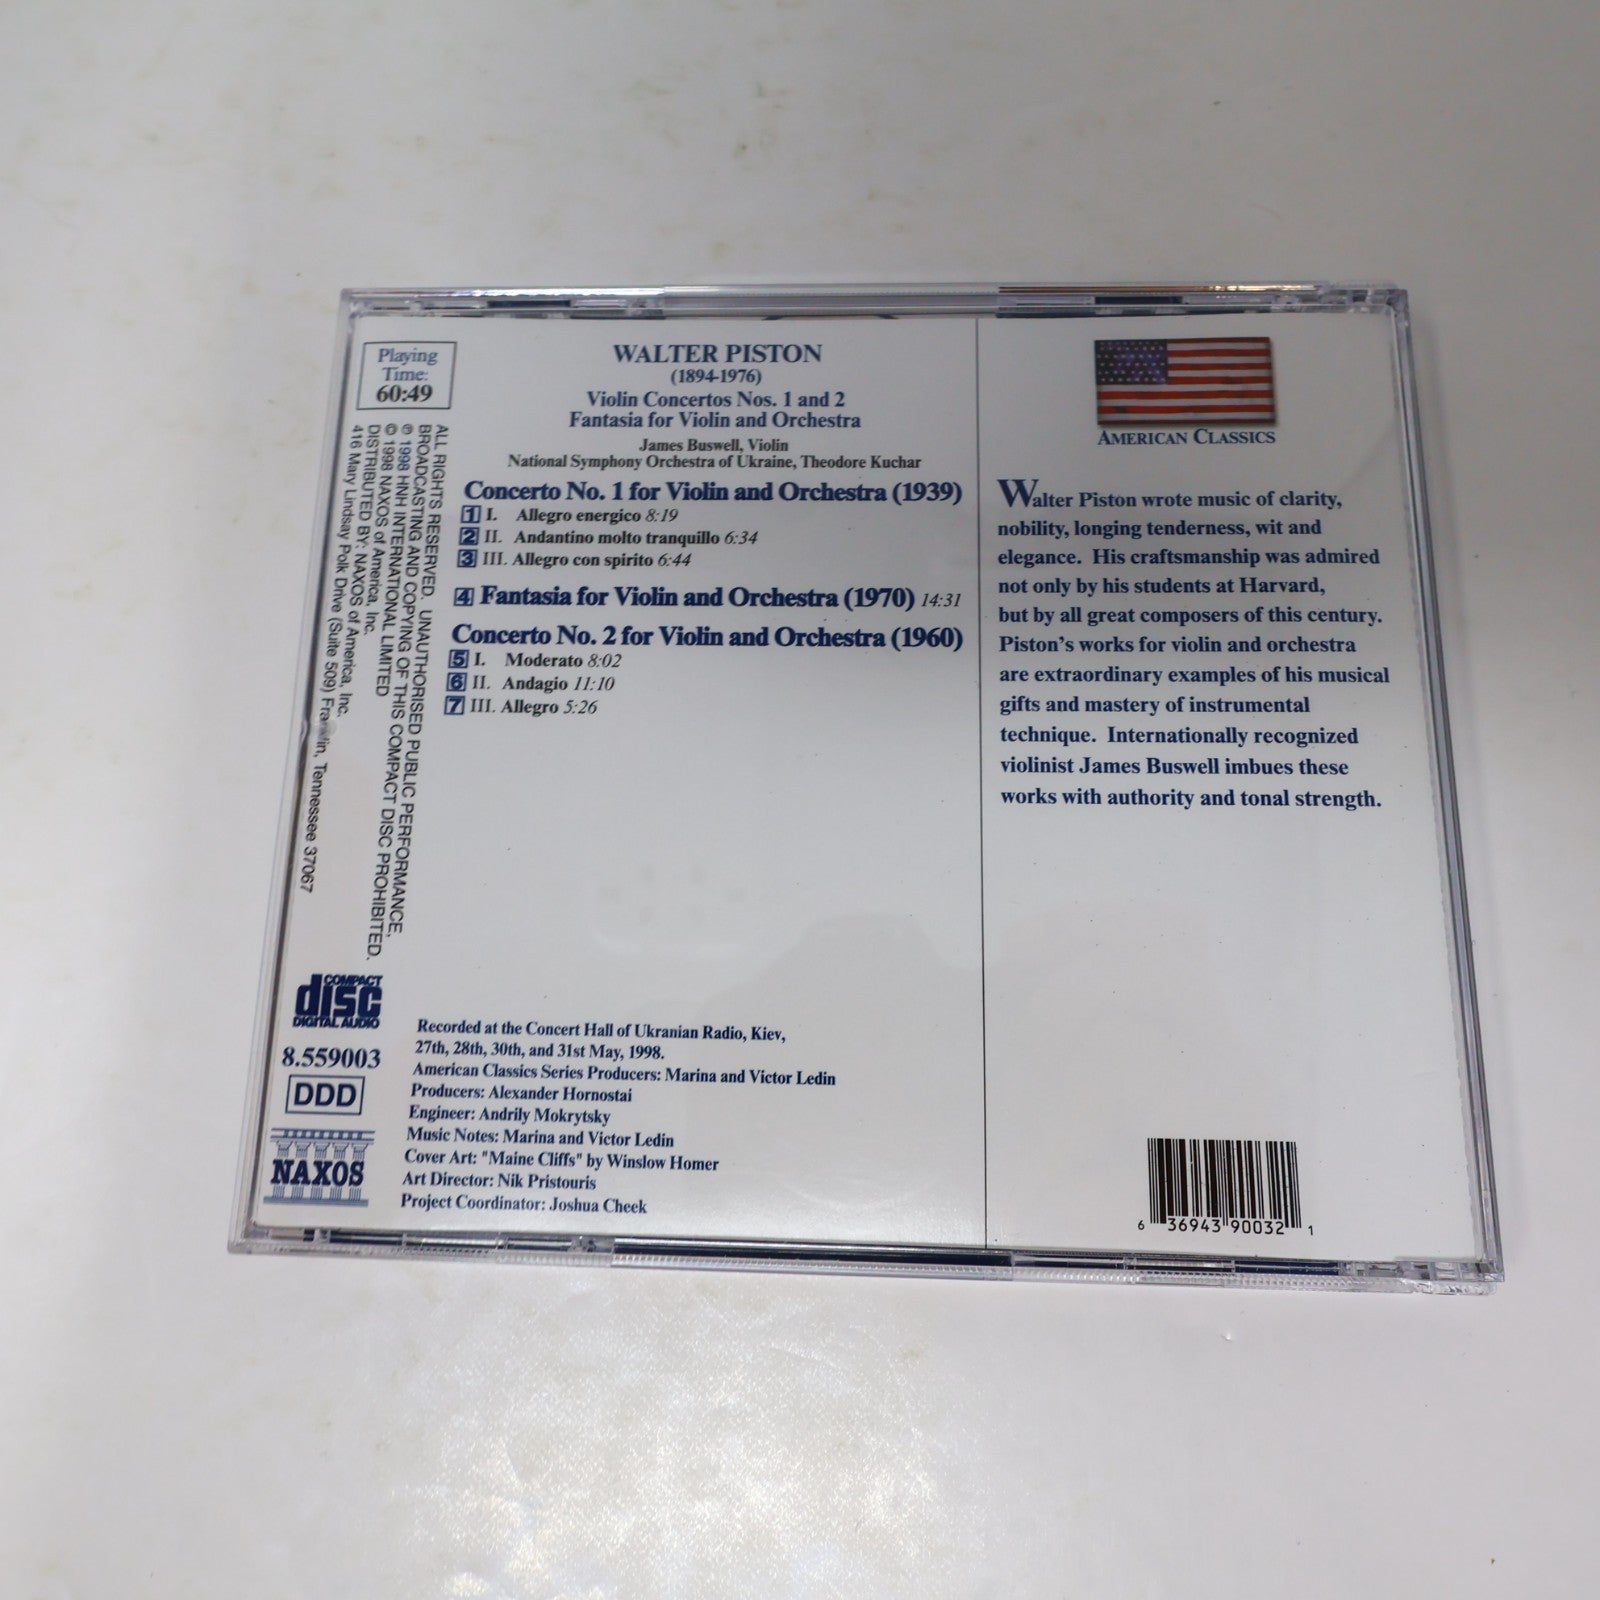 Playing
Time:
60:49
WALTER PISTON
(1894-1976)
Violin Concertos Nos. 1 and 2
Fantasia for Violin and Orchestra
James Buswell, Violin
National Symphony Orchestra of Ukraine, Theodore Kuchar
Concerto No. 1 for Violin and Orchestra (1939)
1 I. Allegro energico 8:19
2 II. Andantino molto tranquillo 6:34
3 III. Allegro con spirito 6:44
4 Fantasia for Violin and Orchestra (1970) 14:31
Concerto No. 2 for Violin and Orchestra (1960)
5 I. Moderato 8:02
6 II. Andagio 11:10
7 III. Allegro 5:26
ALL RIGHTS RESERVED. UNAUTHORISED PUBLIC PERFORMANCE,
BROADCASTING AND COPYING OF THIS COMPACT DISC PROHIBITED.
℗ 1998 HNH INTERNATIONAL LIMITED
© 1998 NAXOS of America, Inc.
DISTRIBUTED BY: NAXOS of America, Inc.
416 Mary Lindsay Polk Drive (Suite 509) Franklin, Tennessee 37067
COMPACT
disc
DIGITAL AUDIO
8.559003
DDD
NAXOS
Recorded at the Concert Hall of Ukranian Radio, Kiev,
27th, 28th, 30th, and 31st May, 1998.
American Classics Series Producers: Marina and Victor Ledin
Producers: Alexander Hornostai
Engineer: Andrily Mokrytsky
Music Notes: Marina and Victor Ledin
Cover Art: "Maine Cliffs" by Winslow Homer
Art Director: Nik Pristouris
Project Coordinator: Joshua Cheek
AMERICAN CLASSICS
Walter Piston wrote music of clarity,
nobility, longing tenderness, wit and
elegance. His craftsmanship was admired
not only by his students at Harvard,
but by all great composers of this century.
Piston's works for violin and orchestra
are extraordinary examples of his musical
gifts and mastery of instrumental
technique. Internationally recognized
violinist James Buswell imbues these
works with authority and tonal strength.
6 36943 90032 1